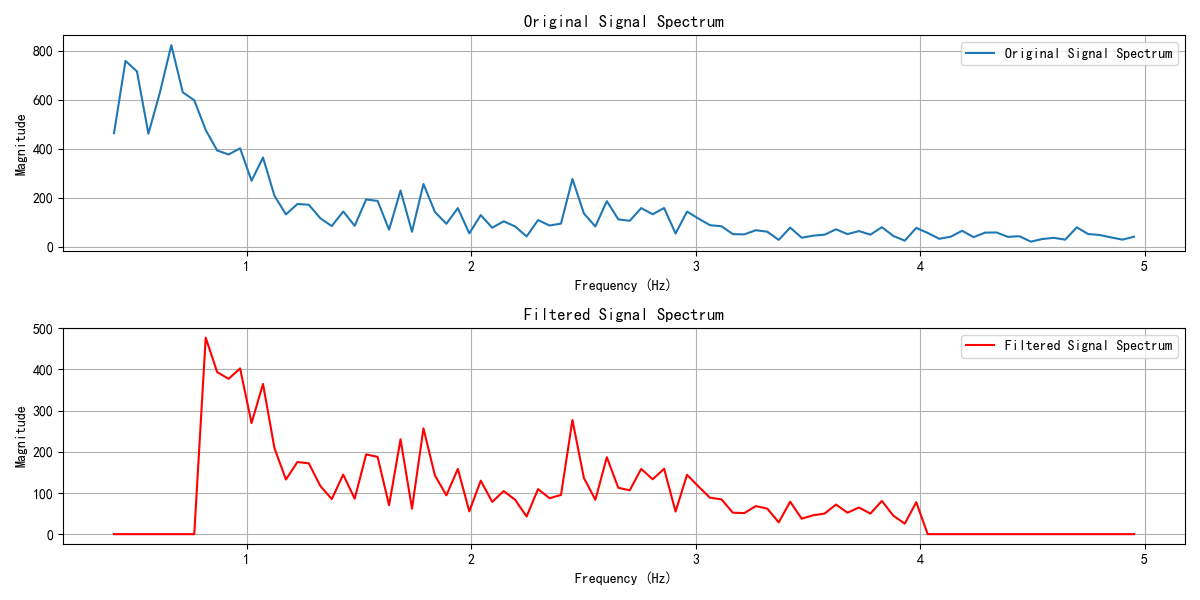 Original Signal Spectrum
Original Signal Spectrum
Magnitude
800
600
400
200
0
1 2 3 4 5
Frequency (Hz)
Filtered Signal Spectrum
Filtered Signal Spectrum
Magnitude
500
400
300
200
100
0
1 2 3 4 5
Frequency (Hz)